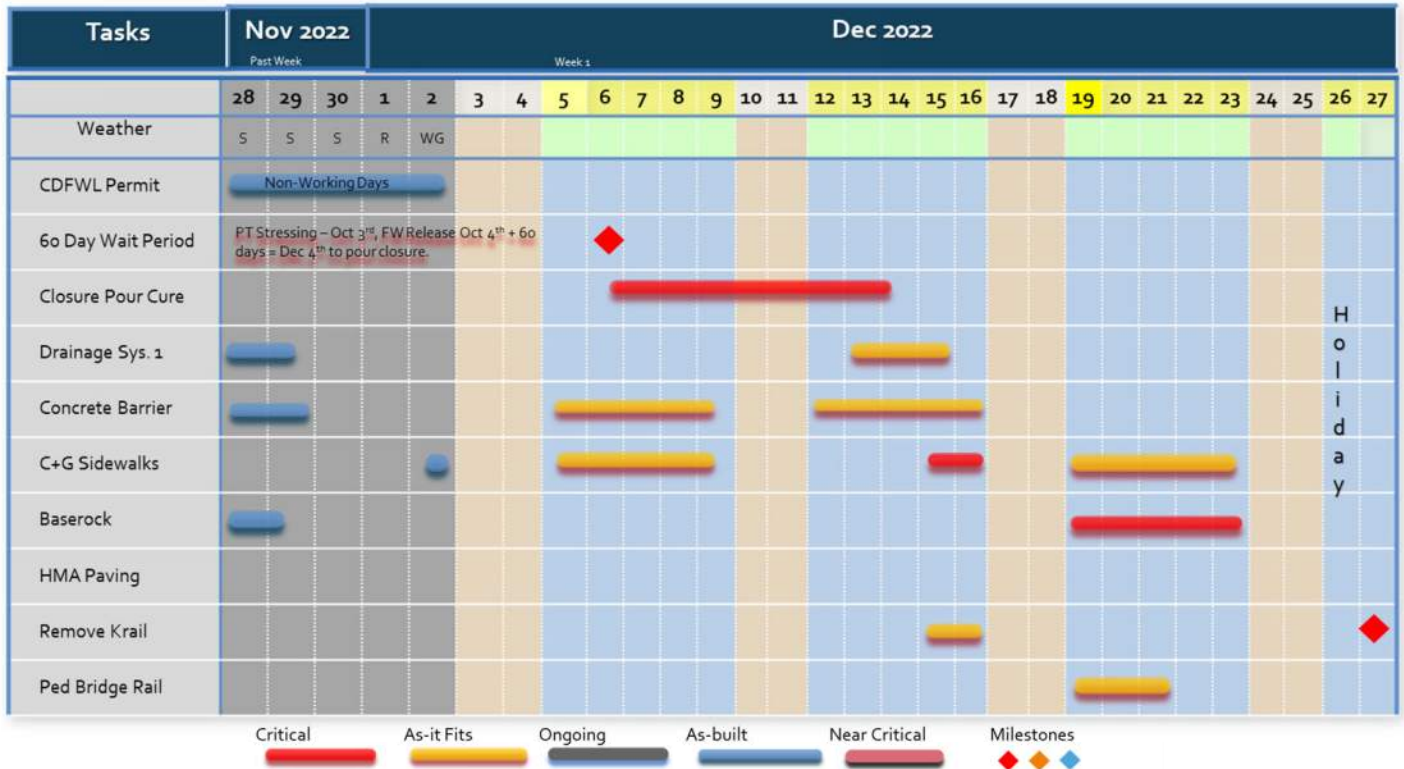 Tasks
Nov 2022
Dec 2022
Past Week
Week 1
28 29 30 1 2 3 4 5 6 7 8 9 10 11 12 13 14 15 16 17 18 19 20 21 22 23 24 25 26 27
Weather
S S S R WG
CDFWL Permit
Non-Working Days
60 Day Wait Period
PT Stressing – Oct 3rd, FW Release Oct 4th + 60
days = Dec 4th to pour closure.
Closure Pour Cure
Drainage Sys. 1
Concrete Barrier
C+G Sidewalks
Baserock
HMA Paving
Remove Krail
Ped Bridge Rail
Holiday
Critical
As-it Fits
Ongoing
As-built
Near Critical
Milestones